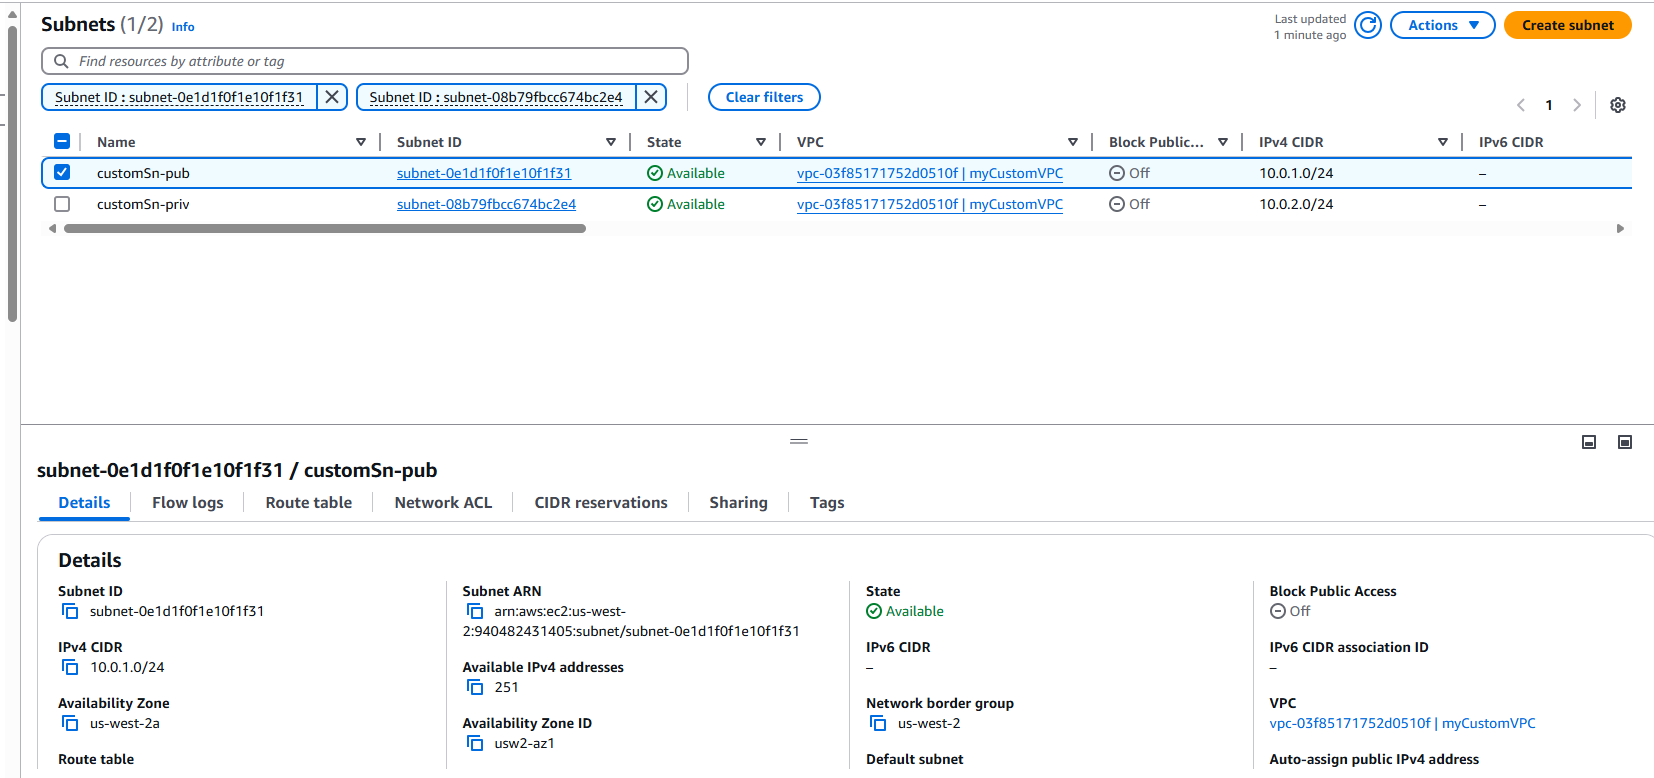 Subnets (1/2) Info
Last updated
1 minute ago
Actions
Create subnet
Find resources by attribute or tag
Subnet ID : subnet-0e1d1f0f1e10f1f31
Subnet ID : subnet-08b79fbcc674bc2e4
Clear filters
1
Name Subnet ID State VPC Block Public... IPv4 CIDR IPv6 CIDR
customSn-pub subnet-0e1d1f0f1e10f1f31 Available vpc-03f85171752d0510f | myCustomVPC Off 10.0.1.0/24 –
customSn-priv subnet-08b79fbcc674bc2e4 Available vpc-03f85171752d0510f | myCustomVPC Off 10.0.2.0/24 –
subnet-0e1d1f0f1e10f1f31 / customSn-pub
Details Flow logs Route table Network ACL CIDR reservations Sharing Tags
Details
Subnet ID
subnet-0e1d1f0f1e10f1f31
IPv4 CIDR
10.0.1.0/24
Availability Zone
us-west-2a
Route table
Subnet ARN
arn:aws:ec2:us-west-
2:940482431405:subnet/subnet-0e1d1f0f1e10f1f31
Available IPv4 addresses
251
Availability Zone ID
usw2-az1
State
Available
IPv6 CIDR
–
Network border group
us-west-2
Default subnet
Block Public Access
Off
IPv6 CIDR association ID
–
VPC
vpc-03f85171752d0510f | myCustomVPC
Auto-assign public IPv4 address